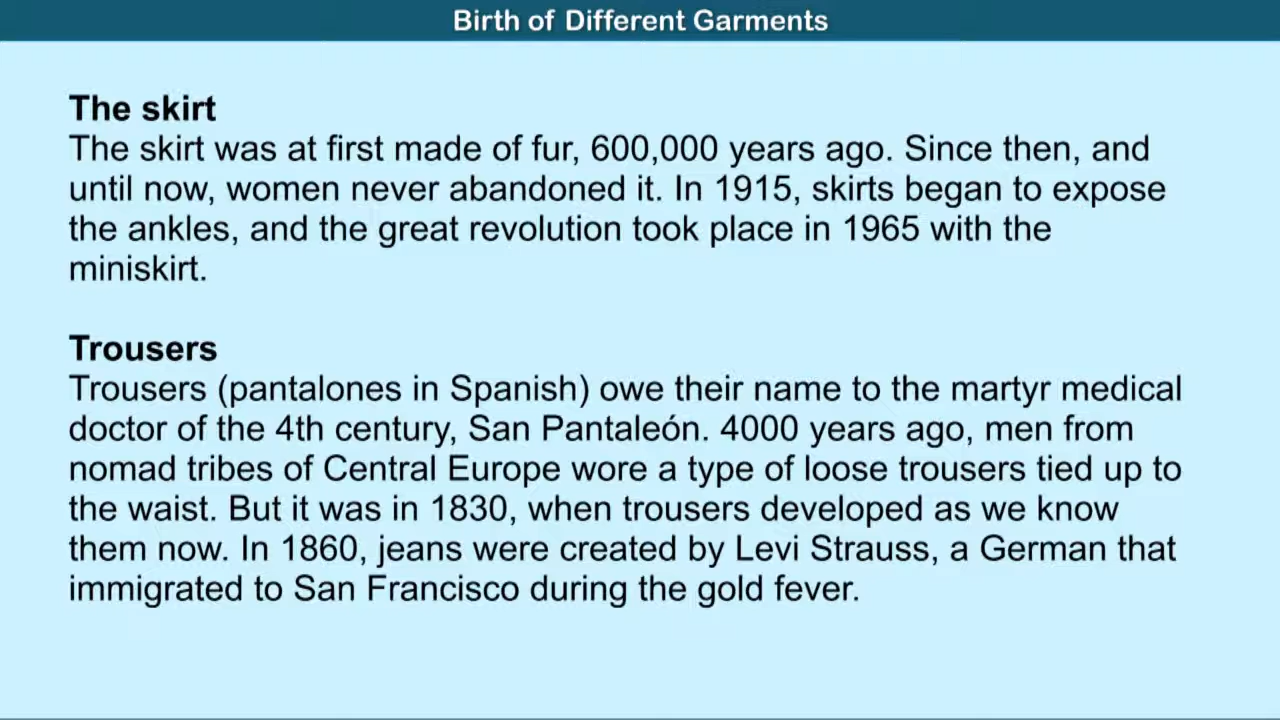 Birth of Different Garments
The skirt
The skirt was at first made of fur, 600,000 years ago. Since then, and
until now, women never abandoned it. In 1915, skirts began to expose
the ankles, and the great revolution took place in 1965 with the
miniskirt.
Trousers
Trousers (pantalones in Spanish) owe their name to the martyr medical
doctor of the 4th century, San Pantaleón. 4000 years ago, men from
nomad tribes of Central Europe wore a type of loose trousers tied up to
the waist. But it was in 1830, when trousers developed as we know
them now. In 1860, jeans were created by Levi Strauss, a German that
immigrated to San Francisco during the gold fever.